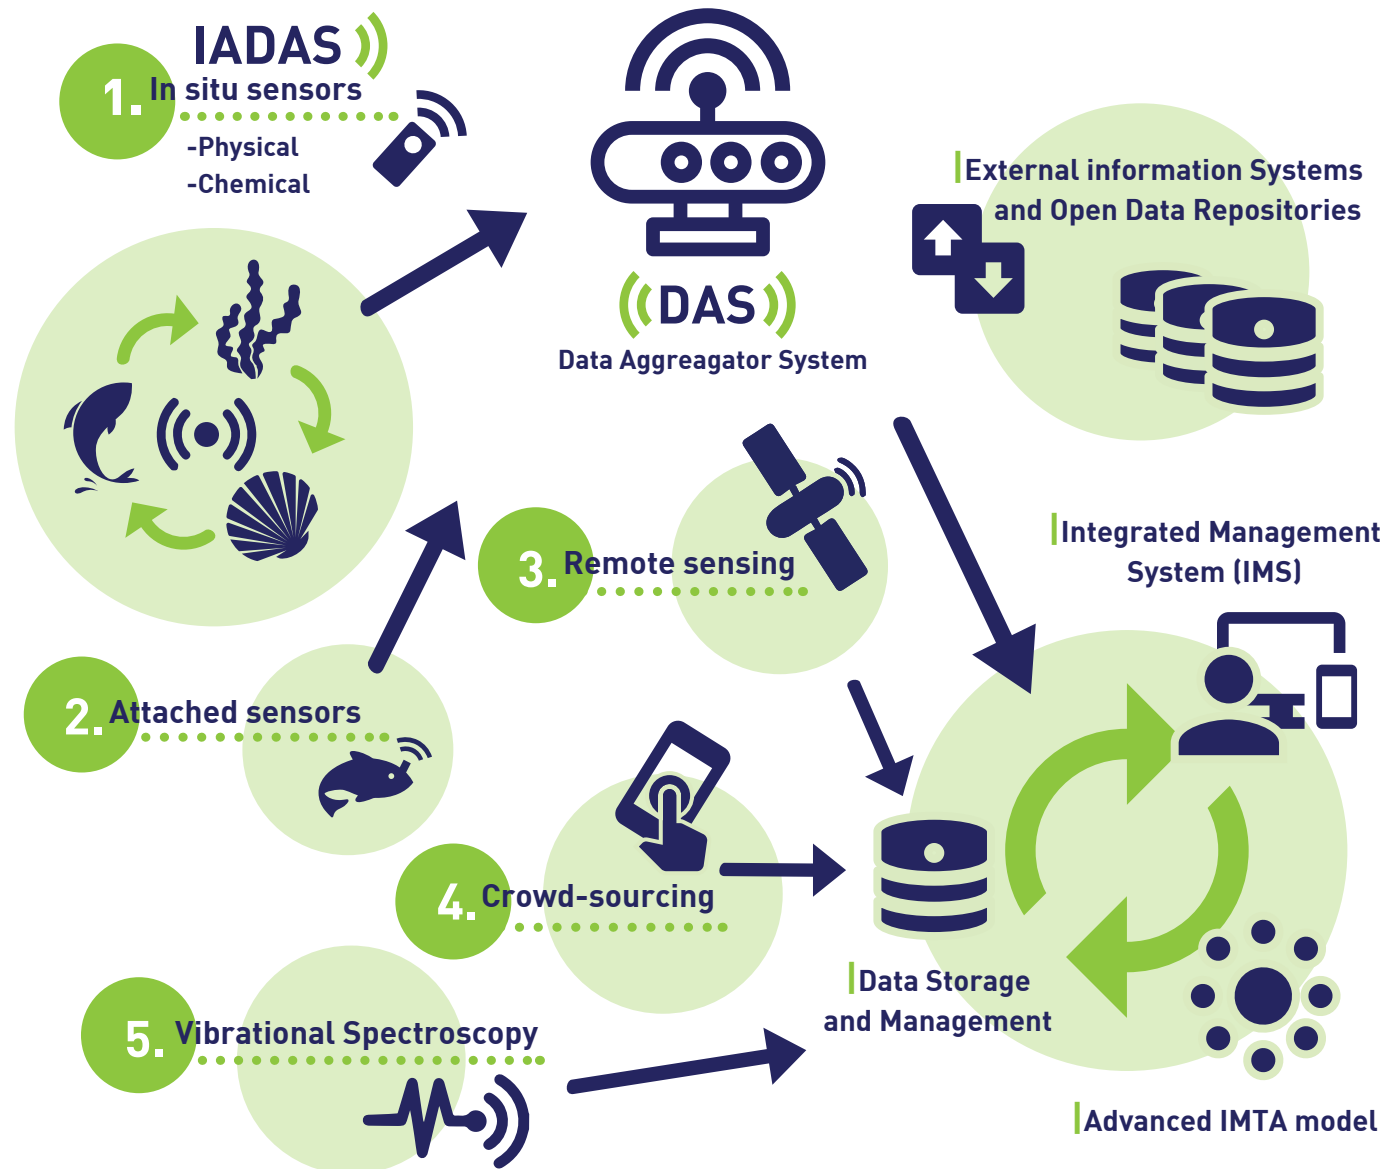 IADAS
1. In situ sensors
-Physical
-Chemical
DAS
Data Aggreagator System
External information Systems
and Open Data Repositories
2. Attached sensors
3. Remote sensing
Integrated Management
System (IMS)
4. Crowd-sourcing
Data Storage
and Management
5. Vibrational Spectroscopy
Advanced IMTA model